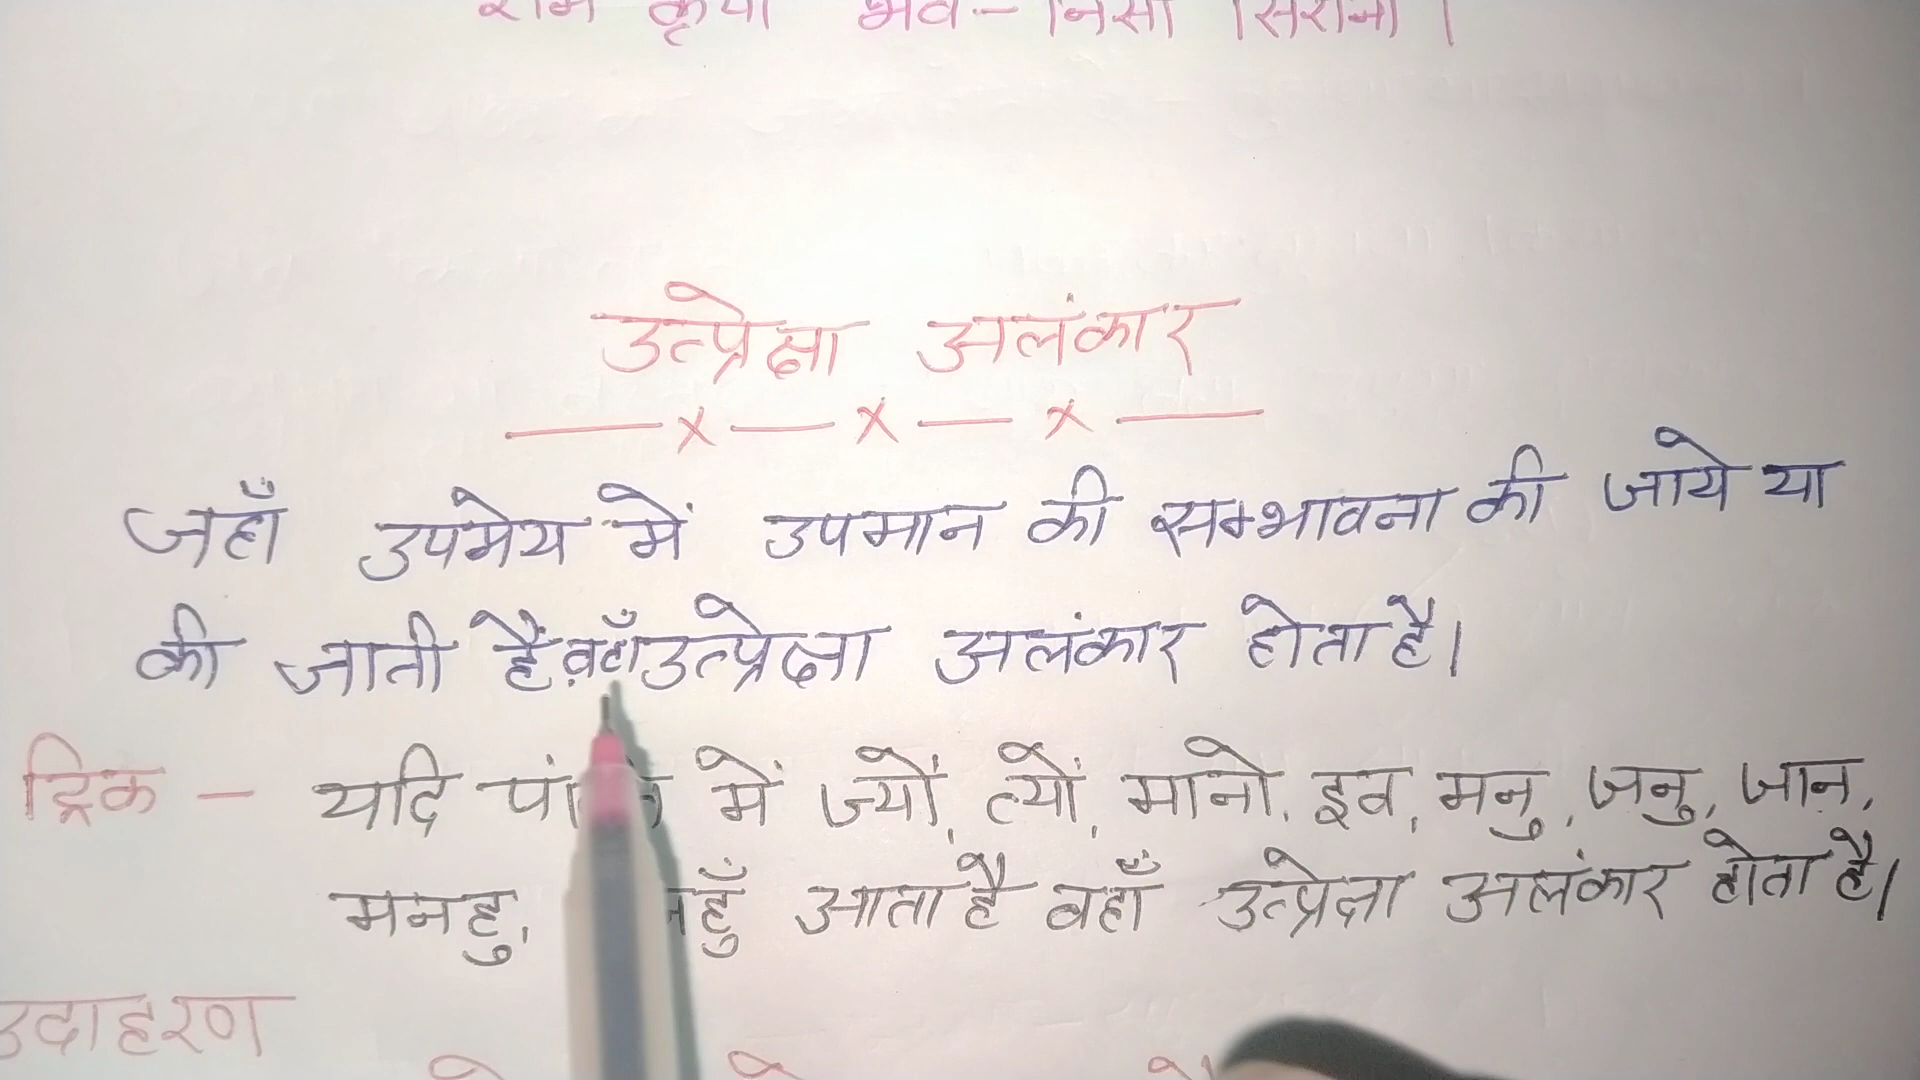 राम कृपा भव-निसा सिरानी।
उत्प्रेक्षा अलंकार
जहाँ उपमेय में उपमान की सम्भावना की जाये या
की जाती हैं वहाँ उत्प्रेक्षा अलंकार होता है।
ट्रिक - यदि में ज्यों, त्यों, मानो, इव, मनु, जनु, जान,
मनहु, आता है वहाँ उत्प्रेक्षा अलंकार होता है।
उदाहरण